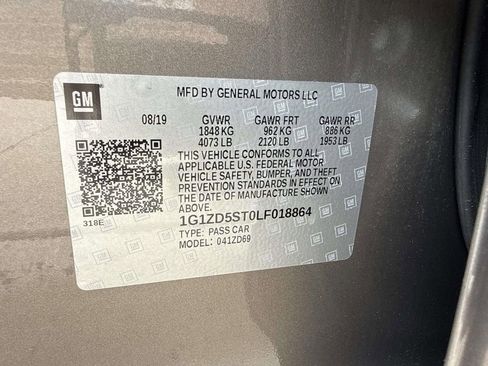 GM
MFD BY GENERAL MOTORS LLC
08/19 GVWR GAWR FRT GAWR RR
1848 KG 962 KG 886 KG
4073 LB 2120 LB 1953 LB
THIS VEHICLE CONFORMS TO ALL
APPLICABLE U.S. FEDERAL MOTOR
VEHICLE SAFETY, BUMPER, AND THEFT
PREVENTION STANDARDS IN EFFECT ON
THE DATE OF MANUFACTURE SHOWN
ABOVE.
318E
1G1ZD5ST0LF018864
TYPE: PASS CAR
MODEL: 041ZD69